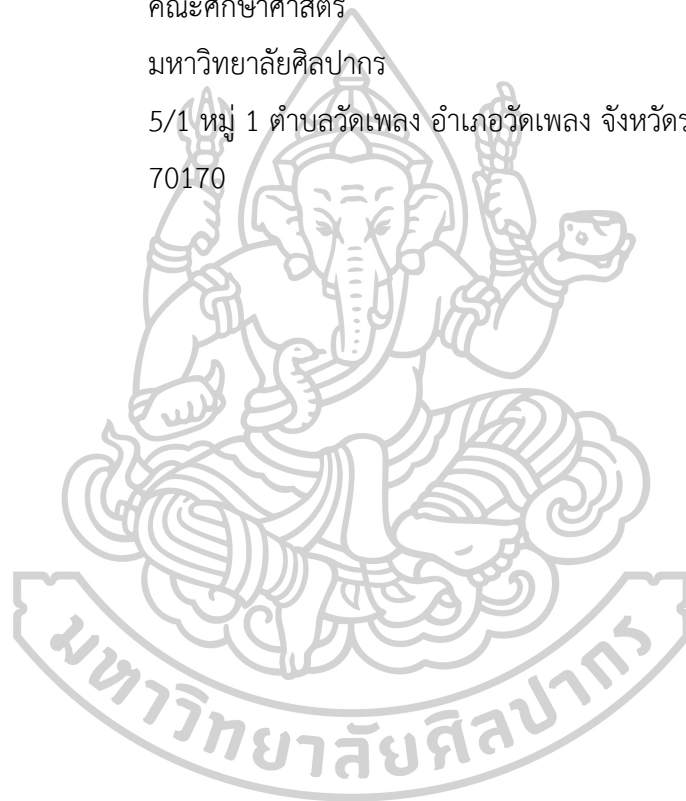 คณะศึกษาศาสตร์
มหาวิทยาลัยศิลปากร
5/1 หมู่ 1 ตำบลวัดเพลง อำเภอวัดเพลง จังหวัดร
70170
มหาวิทยาลัยศิลปากร